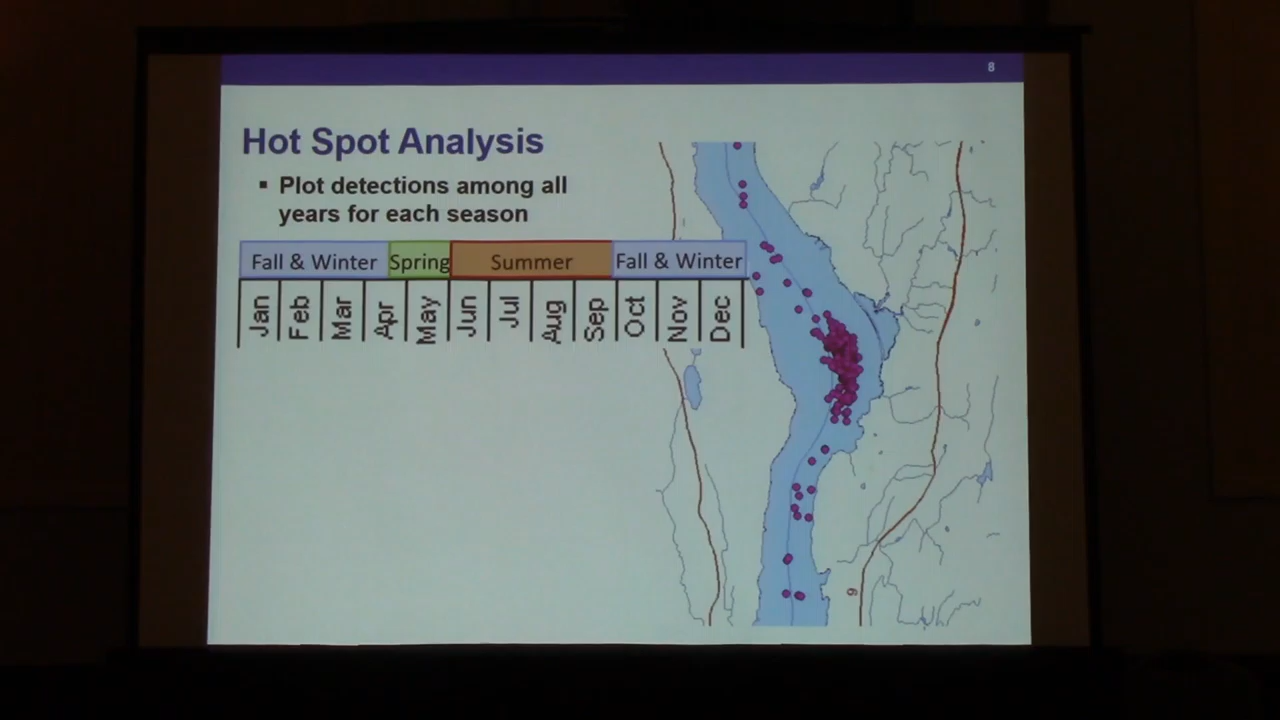 8
Hot Spot Analysis
▪ Plot detections among all
years for each season
Fall & Winter Spring Summer Fall & Winter
Jan Feb Mar Apr May Jun Jul Aug Sep Oct Nov Dec
9